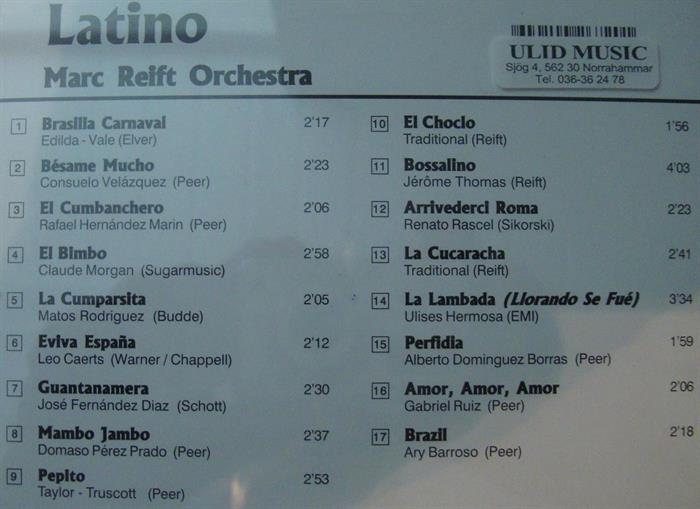 Latino
Marc Reift Orchestra
ULID MUSIC
Sjög 4, 562 30 Norrahammar
Tel. 036-36 24 78
1 Brasilia Carnaval 2'17
Edilda - Vale (Elver)
2 Bésame Mucho 2'23
Consuelo Velázquez (Peer)
3 El Cumbanchero 2'06
Rafael Hernández Marin (Peer)
4 El Bimbo 2'58
Claude Morgan (Sugarmusic)
5 La Cumparsita 2'05
Matos Rodriguez (Budde)
6 Eviva España 2'12
Leo Caerts (Warner / Chappell)
7 Guantanamera 2'30
José Fernández Diaz (Schott)
8 Mambo Jambo 2'37
Domaso Pérez Prado (Peer)
9 Pepito 2'53
Taylor - Truscott (Peer)
10 El Choclo 1'56
Traditional (Reift)
11 Bossalino 4'03
Jérôme Thomas (Reift)
12 Arrivederci Roma 2'23
Renato Rascel (Sikorski)
13 La Cucaracha 2'41
Traditional (Reift)
14 La Lambada (Llorando Se Fué) 3'34
Ulises Hermosa (EMI)
15 Perfidia 1'59
Alberto Dominguez Borras (Peer)
16 Amor, Amor, Amor 2'06
Gabriel Ruiz (Peer)
17 Brazil 2'18
Ary Barroso (Peer)